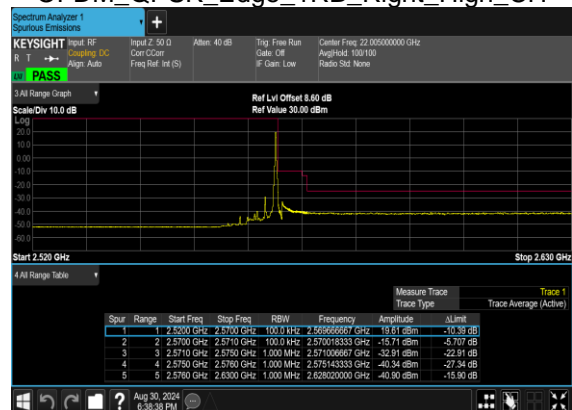 Spectrum Analyzer 1
Spurious Emissions
KEYSIGHT Input: RF Input Z: 50 Ω Atten: 40 dB Trig: Free Run Center Freq: 22.005000000 GHz
R T Coupling: DC Corr CCorr Gate: Off Avg|Hold: 100/100
Align: Auto Freq Ref: Int (S) IF Gain: Low Radio Std: None
PASS
3 All Range Graph
Ref Lvl Offset 8.60 dB
Scale/Div 10.0 dB Ref Value 30.00 dBm
Log
20.0
10.0
0.00
-10.0
-20.0
-30.0
-40.0
-50.0
-60.0
Start 2.520 GHz Stop 2.630 GHz
4 All Range Table
Measure Trace Trace 1
Trace Type Trace Average (Active)
Spur Range Start Freq Stop Freq RBW Frequency Amplitude ΔLimit
1 1 2.5200 GHz 2.5700 GHz 100.0 kHz 2.569666667 GHz 19.61 dBm -10.39 dB
2 2 2.5700 GHz 2.5710 GHz 100.0 kHz 2.570018333 GHz -15.71 dBm -5.707 dB
3 3 2.5710 GHz 2.5750 GHz 1.000 MHz 2.571006667 GHz -32.91 dBm -22.91 dB
4 4 2.5750 GHz 2.5760 GHz 1.000 MHz 2.575143333 GHz -40.34 dBm -27.34 dB
5 5 2.5760 GHz 2.6300 GHz 1.000 MHz 2.628020000 GHz -40.90 dBm -15.90 dB
Aug 30, 2024
6:38:38 PM